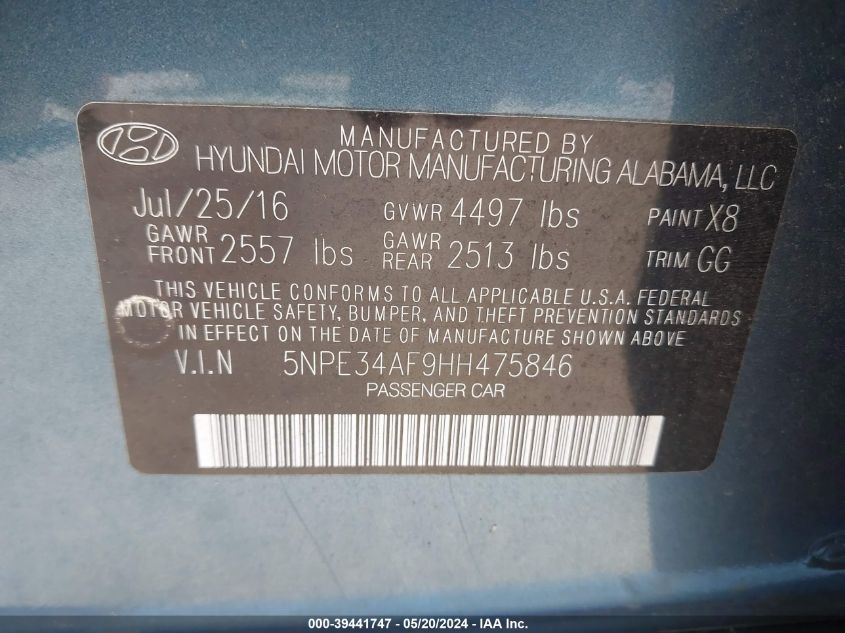 MANUFACTURED BY
HYUNDAI MOTOR MANUFACTURING ALABAMA, LLC
Jul/25/16 GVWR 4497 lbs PAINT X8
GAWR FRONT 2557 lbs GAWR REAR 2513 lbs TRIM GG
THIS VEHICLE CONFORMS TO ALL APPLICABLE U.S.A. FEDERAL
MOTOR VEHICLE SAFETY, BUMPER, AND THEFT PREVENTION STANDARDS
IN EFFECT ON THE DATE OF MANUFACTURE SHOWN ABOVE
V.I.N 5NPE34AF9HH475846
PASSENGER CAR
000-39441747 — 05/20/2024 - IAA Inc.